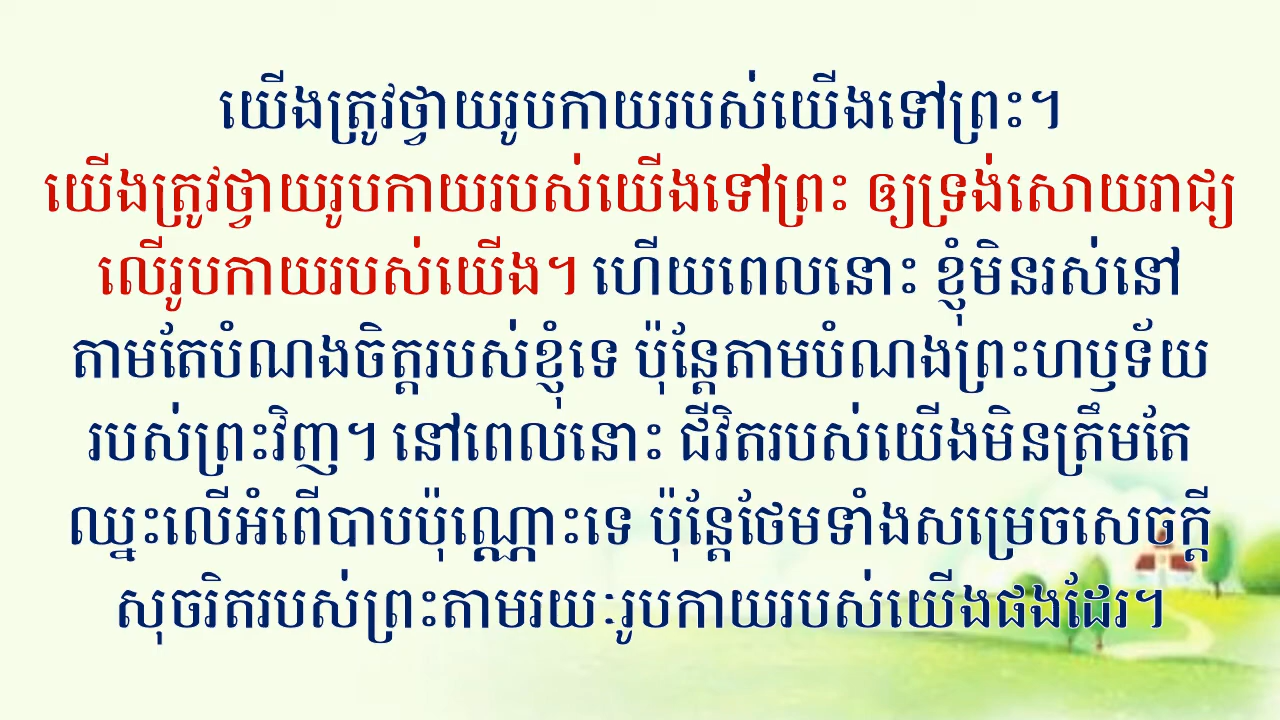 យើងត្រូវថ្វាយរូបកាយរបស់យើងទៅព្រះ។
យើងត្រូវថ្វាយរូបកាយរបស់យើងទៅព្រះ ឲ្យទ្រង់សោយរាជ្យ
លើរូបកាយរបស់យើង។ ហើយពេលនោះ ខ្ញុំមិនរស់នៅ
តាមតែបំណងចិត្តរបស់ខ្ញុំទេ ប៉ុន្តែតាមបំណងព្រះហឫទ័យ
របស់ព្រះវិញ។ នៅពេលនោះ ជីវិតរបស់យើងមិនត្រឹមតែ
ឈ្នះលើអំពើបាបប៉ុណ្ណោះទេ ប៉ុន្តែថែមទាំងសម្រេចសេចក្តី
សុចរិតរបស់ព្រះតាមរយៈរូបកាយរបស់យើងផងដែរ។